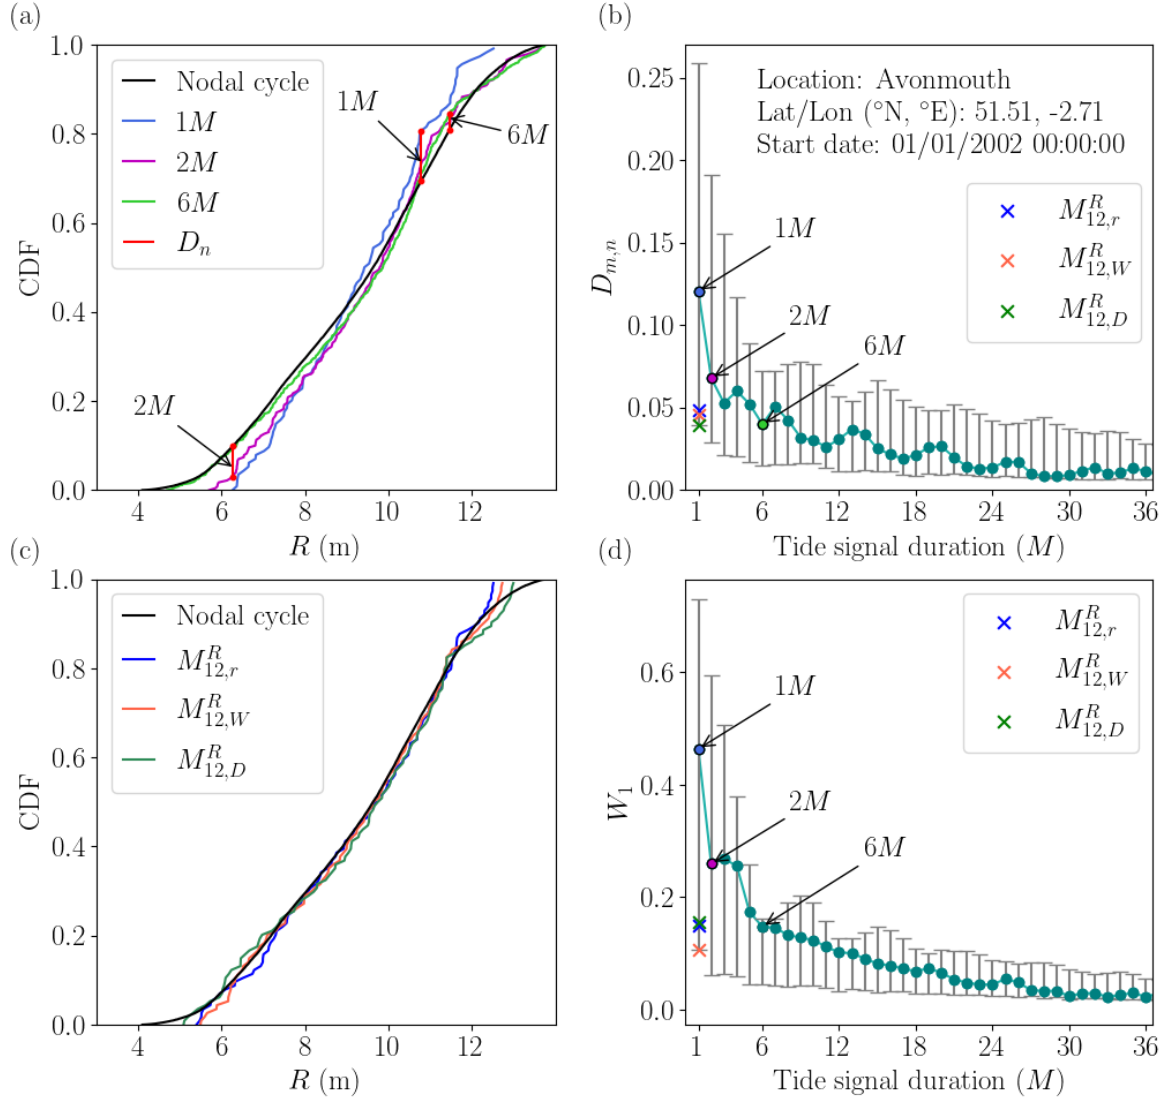 (a)
1.0
0.8
0.6
0.4
0.2
0.0
CDF
4
6
8
10
12
R (m)
Nodal cycle
1M
2M
6M
D_n
1M
6M
2M
(b)
0.25
0.20
0.15
0.10
0.05
0.00
D_{m,n}
1
6
12
18
24
30
36
Tide signal duration (M)
Location: Avonmouth
Lat/Lon (°N, °E): 51.51, -2.71
Start date: 01/01/2002 00:00:00
M^R_{12,r}
M^R_{12,W}
M^R_{12,D}
1M
2M
6M
(c)
1.0
0.8
0.6
0.4
0.2
0.0
CDF
4
6
8
10
12
R (m)
Nodal cycle
M^R_{12,r}
M^R_{12,W}
M^R_{12,D}
(d)
0.6
0.4
0.2
0.0
W_1
1
6
12
18
24
30
36
Tide signal duration (M)
M^R_{12,r}
M^R_{12,W}
M^R_{12,D}
1M
2M
6M